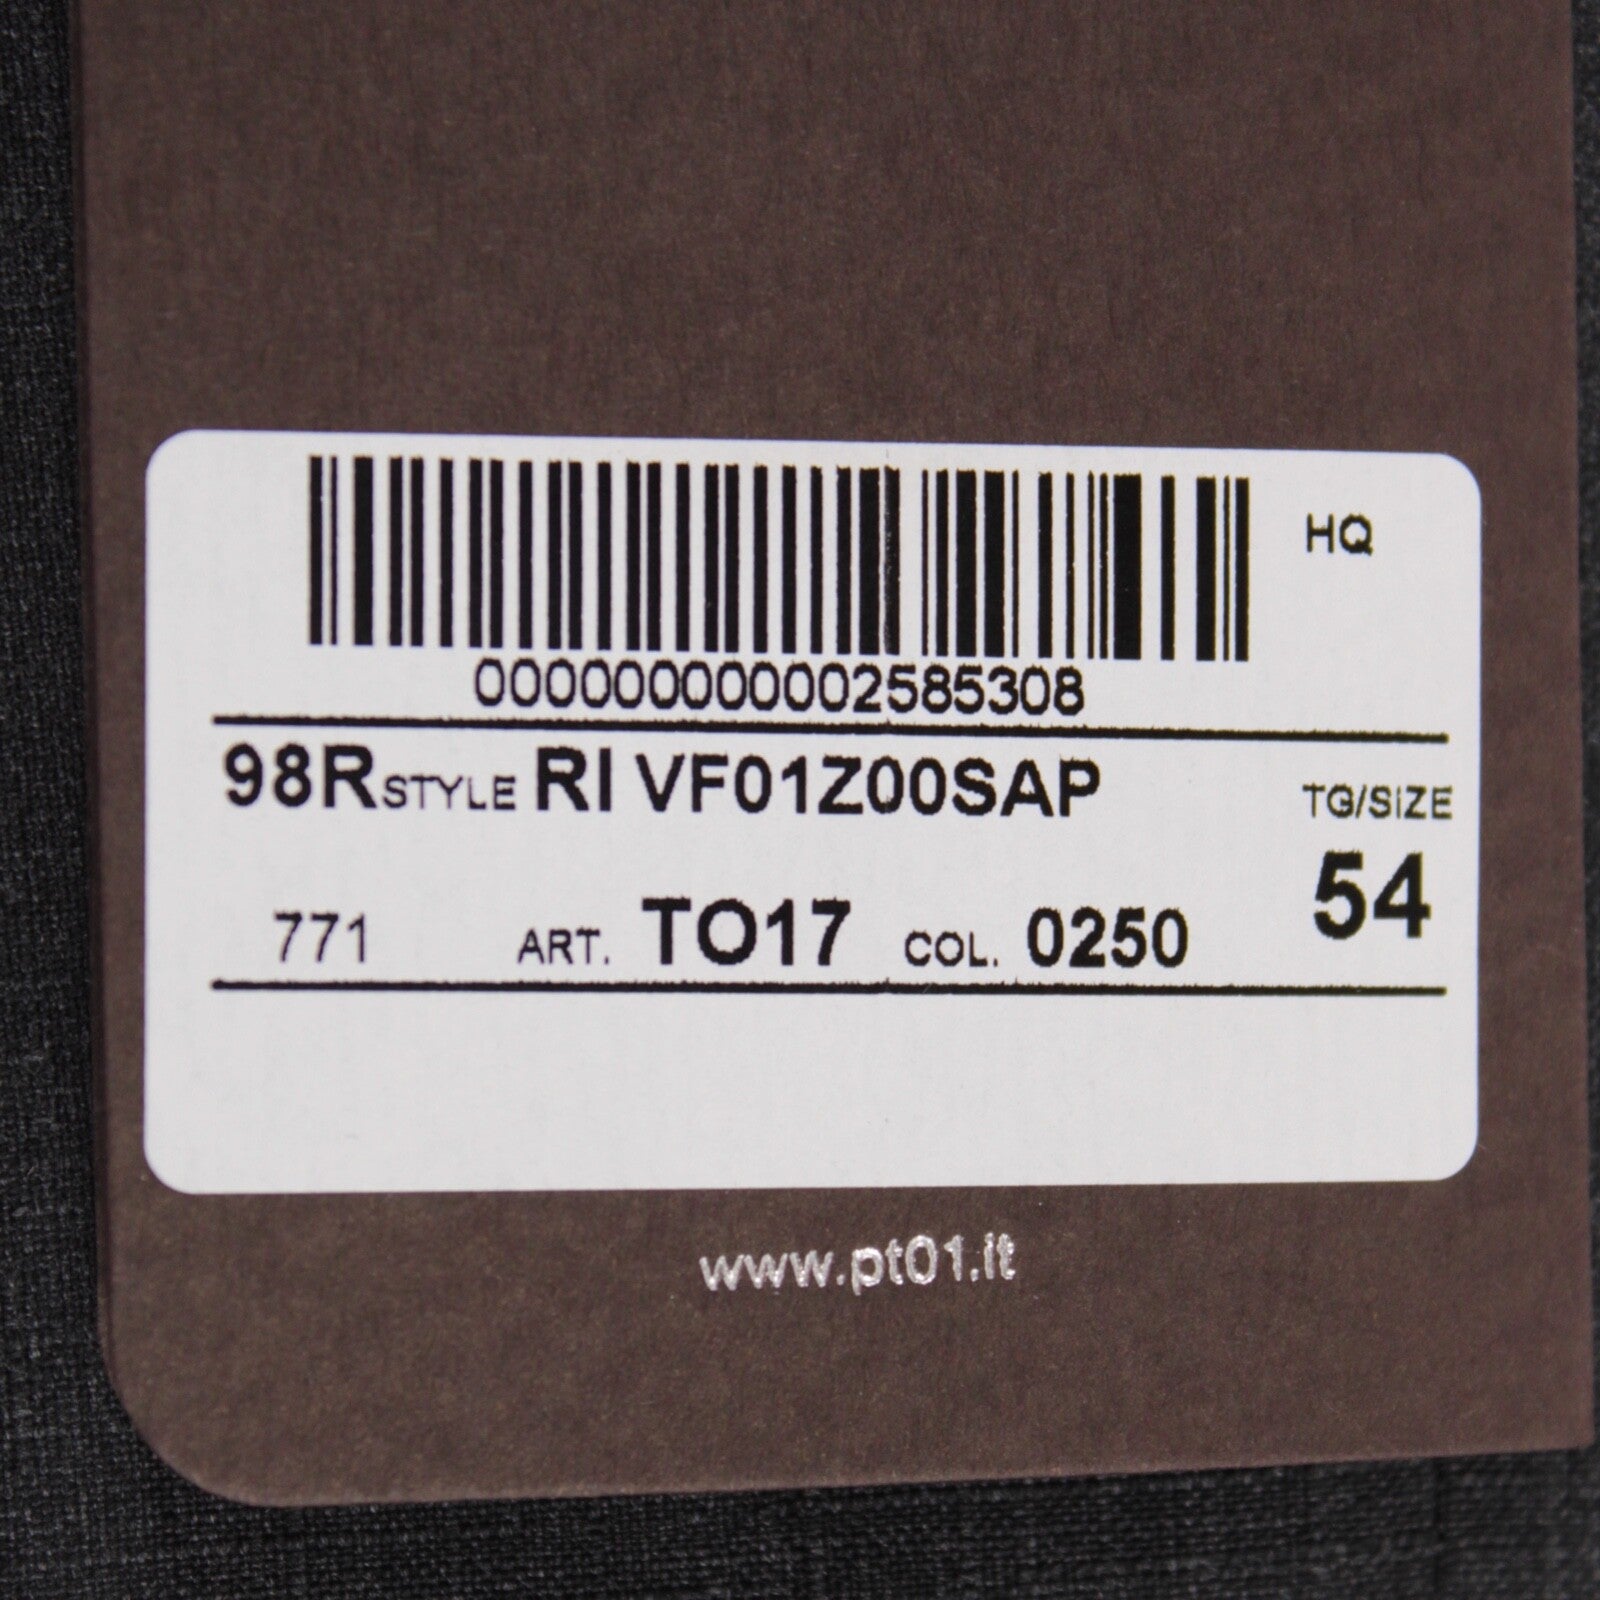 HQ
000000000002585308
98R STYLE RI VF01Z00SAP
TG/SIZE
54
771 ART. TO17 COL. 0250
www.pt01.it